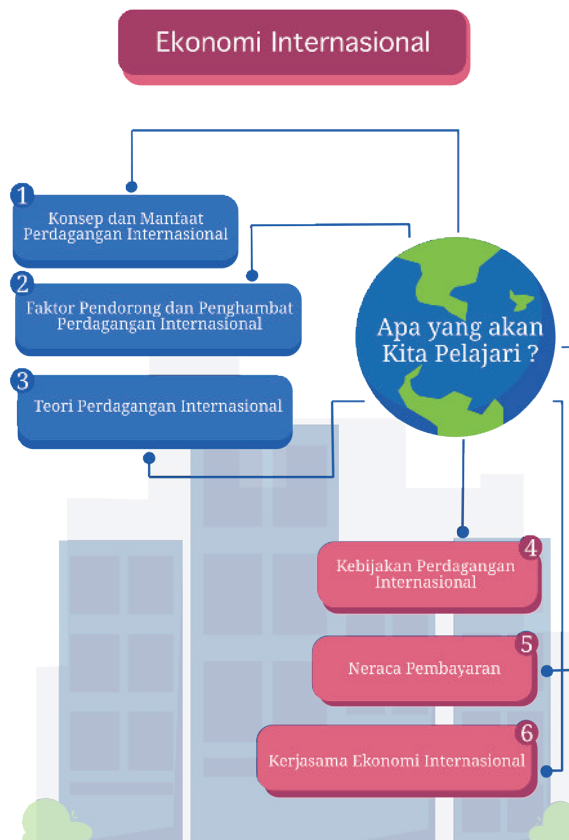 Ekonomi Internasional
1
Konsep dan Manfaat
Perdagangan Internasional
2
Faktor Pendorong dan Penghambat
Perdagangan Internasional
3
Teori Perdagangan Internasional
Apa yang akan
Kita Pelajari ?
4
Kebijakan Perdagangan
Internasional
5
Neraca Pembayaran
6
Kerjasama Ekonomi Internasional